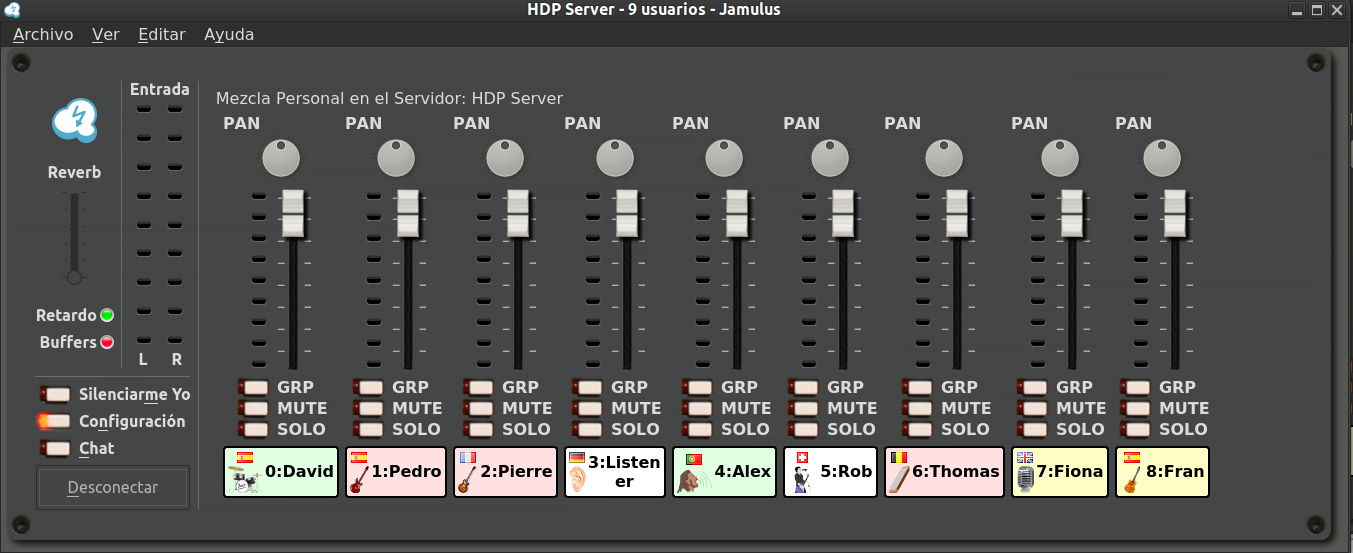 HDP Server - 9 usuarios - Jamulus
Archivo Ver Editar Ayuda
Entrada
Mezcla Personal en el Servidor: HDP Server
PAN PAN PAN PAN PAN PAN PAN PAN PAN
Reverb
Retardo
Buffers
L R
GRP GRP GRP GRP GRP GRP GRP GRP GRP
Silenciarme Yo
MUTE MUTE MUTE MUTE MUTE MUTE MUTE MUTE MUTE
Configuración
SOLO SOLO SOLO SOLO SOLO SOLO SOLO SOLO SOLO
Chat
0:David 1:Pedro 2:Pierre 3:Listen
er 4:Alex 5:Rob 6:Thomas 7:Fiona 8:Fran
Desconectar